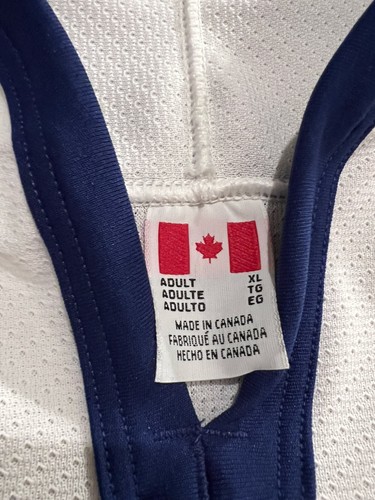 ADULT XL
ADULTE TG
ADULTO EG
MADE IN CANADA
FABRIQUÉ AU CANADA
HECHO EN CANADA